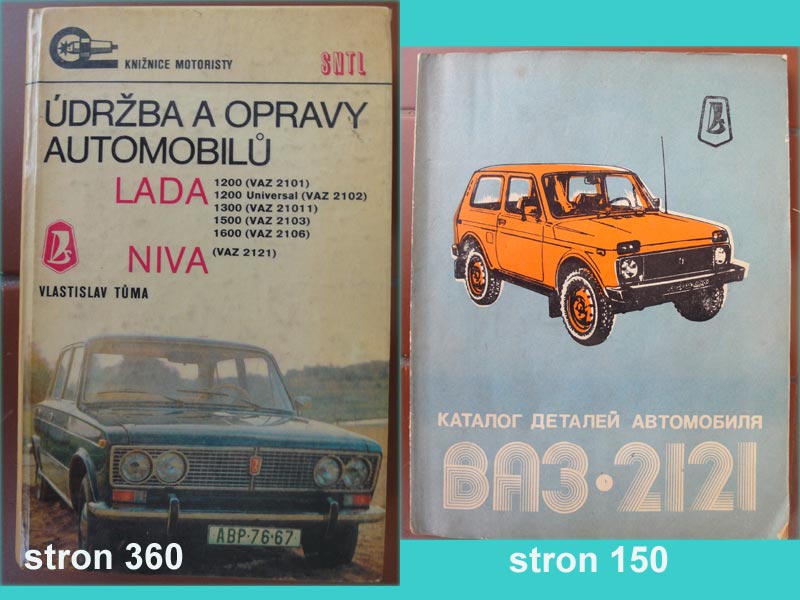 KNIŽNICE MOTORISTY
SNTL
ÚDRŽBA A OPRAVY
AUTOMOBILŮ
LADA
1200 (VAZ 2101)
1200 Universal (VAZ 2102)
1300 (VAZ 21011)
1500 (VAZ 2103)
1600 (VAZ 2106)
NIVA (VAZ 2121)
VLASTISLAV TŮMA
ABP·76·67
stron 360
КАТАЛОГ ДЕТАЛЕЙ АВТОМОБИЛЯ
ВАЗ·2121
stron 150